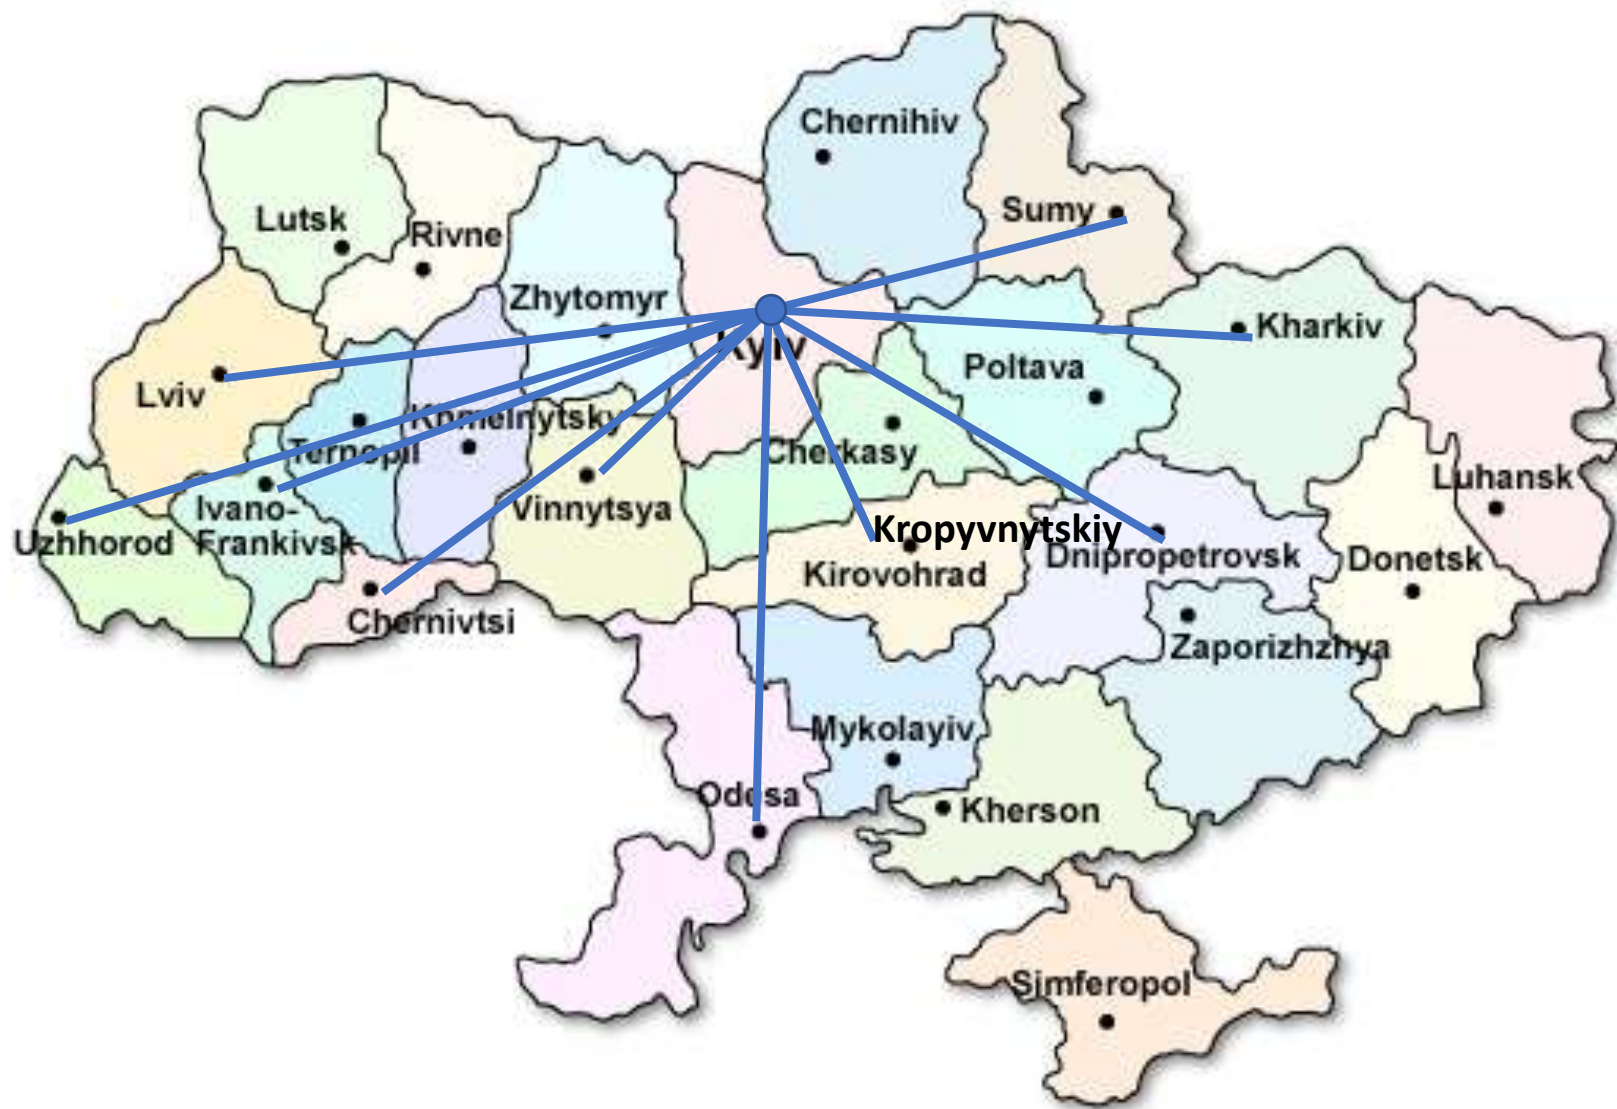 Chernihiv
Sumy
Lutsk
Rivne
Zhytomyr
Kyiv
Kharkiv
Poltava
Lviv
Khmelnytsky
Ternopil
Cherkasy
Luhansk
Ivano-
Frankivsk
Vinnytsya
Uzhhorod
Kropyvnytskiy
Dnipropetrovsk
Donetsk
Kirovohrad
Chernivtsi
Zaporizhzhya
Mykolayiv
Odesa
Kherson
Simferopol